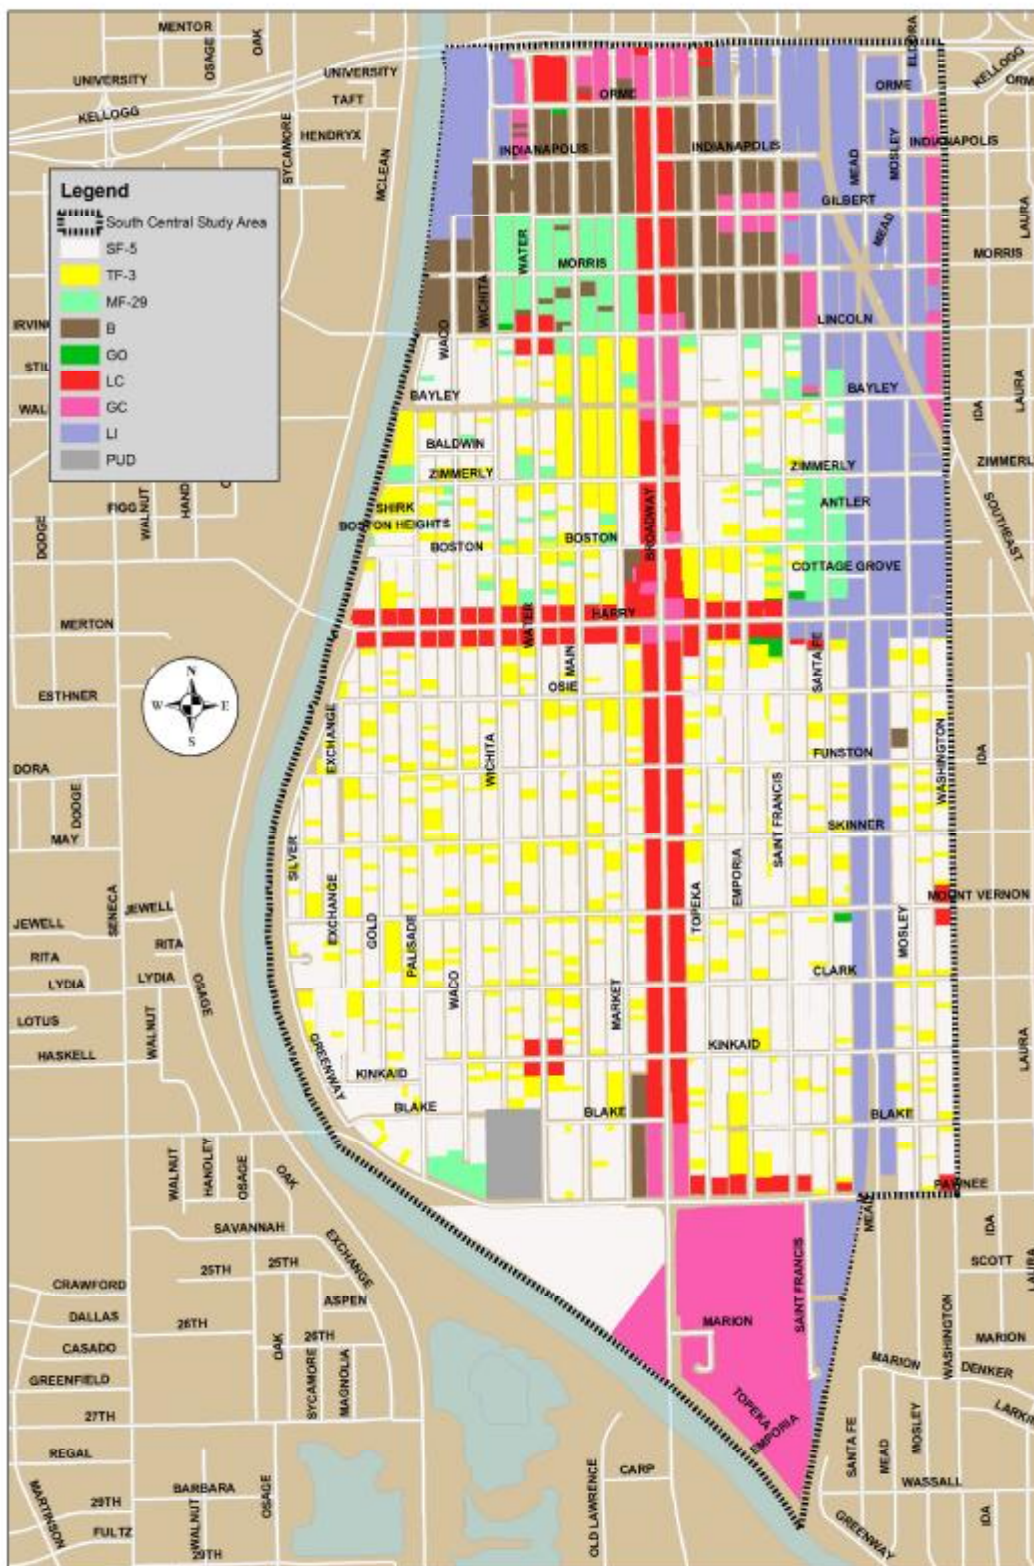 MENTOR
OSAGE
OAK
UNIVERSITY
UNIVERSITY
KELLOGG
TAFT
HENDRYX
SYCAMORE
MCLEAN
ELDORA
KELLOGG
ORME
ORME
INDIANAPOLIS
INDIANAPOLIS
INDIANAPOLIS
MEAD
MOSLEY
GILBERT
MEAD
LAURA
MORRIS
WATER
MORRIS
WICHITA
WACO
LINCOLN
Legend
South Central Study Area
SF-5
TF-3
MF-29
B
GO
LC
GC
LI
PUD
BAYLEY
BAYLEY
IDA
LAURA
BALDWIN
ZIMMERLY
ZIMMERLY
ANTLER
SHIRK
BOSTON HEIGHTS
BOSTON
BOSTON
BROADWAY
COTTAGE GROVE
SOUTHEAST
FIGG
WALNUT
DODGE
HARRY
WATER
MERTON
MAIN
SANTA FE
OSIE
ESTHNER
N
W
E
S
EXCHANGE
WICHITA
FUNSTON
WASHINGTON
IDA
DORA
DODGE
MAY
SILVER
SKINNER
SAINT FRANCIS
EMPORIA
TOPEKA
MOUNT VERNON
SENECA
JEWELL
JEWELL
RITA
RITA
LYDIA
LYDIA
LOTUS
HASKELL
WALNUT
OSAGE
EXCHANGE
GOLD
PALISADE
WACO
MARKET
CLARK
MOSLEY
LAURA
GREENWAY
KINKAID
KINKAID
BLAKE
BLAKE
BLAKE
PAWNEE
WALNUT
HANDLEY
OSAGE
OAK
SAVANNAH
EXCHANGE
25TH
25TH
CRAWFORD
DALLAS
26TH
ASPEN
26TH
CASADO
OAK
SYCAMORE
MAGNOLIA
GREENFIELD
27TH
REGAL
BARBARA
WALNUT
OSAGE
29TH
FULTZ
29TH
MARTINSON
MEAD
SAINT FRANCIS
MARION
TOPEKA
EMPORIA
IDA
SCOTT
LAURA
WASHINGTON
MARION
MARION
DENKER
SANTA FE
MEAD
MOSLEY
WASSALL
IDA
GREENWAY
CARP
OLD LAWRENCE